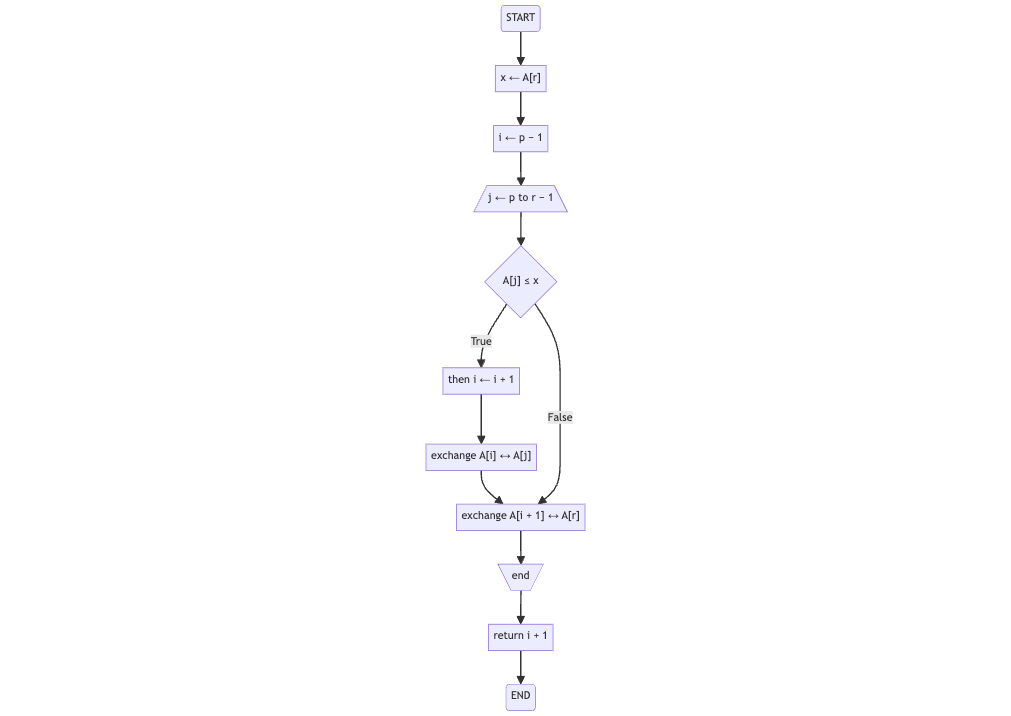 START
x ← A[r]
i ← p − 1
j ← p to r − 1
A[j] ≤ x
True
then i ← i + 1
False
exchange A[i] ↔ A[j]
exchange A[i + 1] ↔ A[r]
end
return i + 1
END